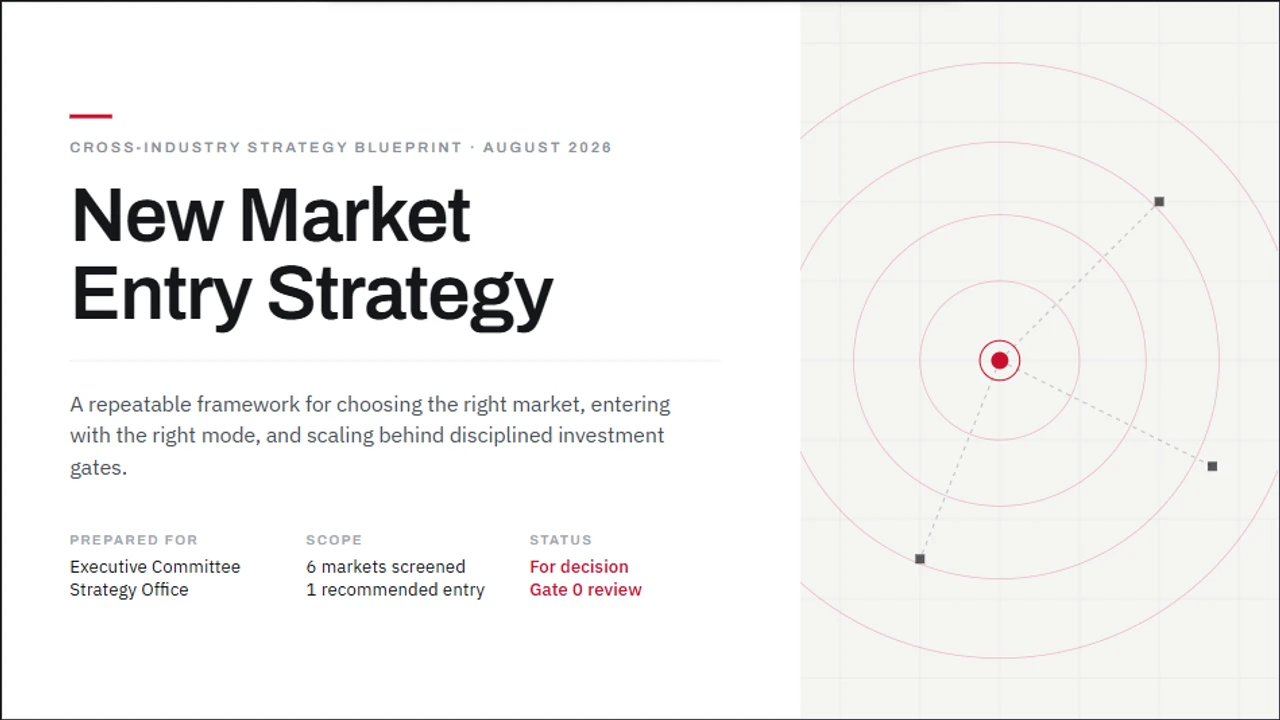 CROSS-INDUSTRY STRATEGY BLUEPRINT · AUGUST 2026
New Market
Entry Strategy
A repeatable framework for choosing the right market, entering
with the right mode, and scaling behind disciplined investment
gates.
PREPARED FOR
Executive Committee
Strategy Office
SCOPE
6 markets screened
1 recommended entry
STATUS
For decision
Gate 0 review